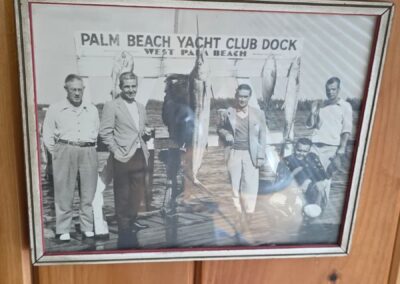 PALM BEACH YACHT CLUB DOCK
WEST PALM BEACH